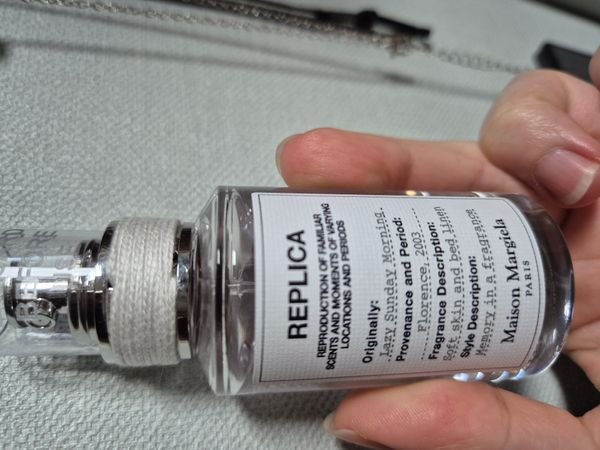 REPLICA
REPRODUCTION OF FAMILIAR
SCENTS AND MOMENTS OF VARYING
LOCATIONS AND PERIODS
Originally:
Lazy Sunday Morning
Provenance and Period:
Florence, 2003
Fragrance Description:
Soft skin and bed linen
Style Description:
Memory in a fragrance
Maison Margiela
PARIS